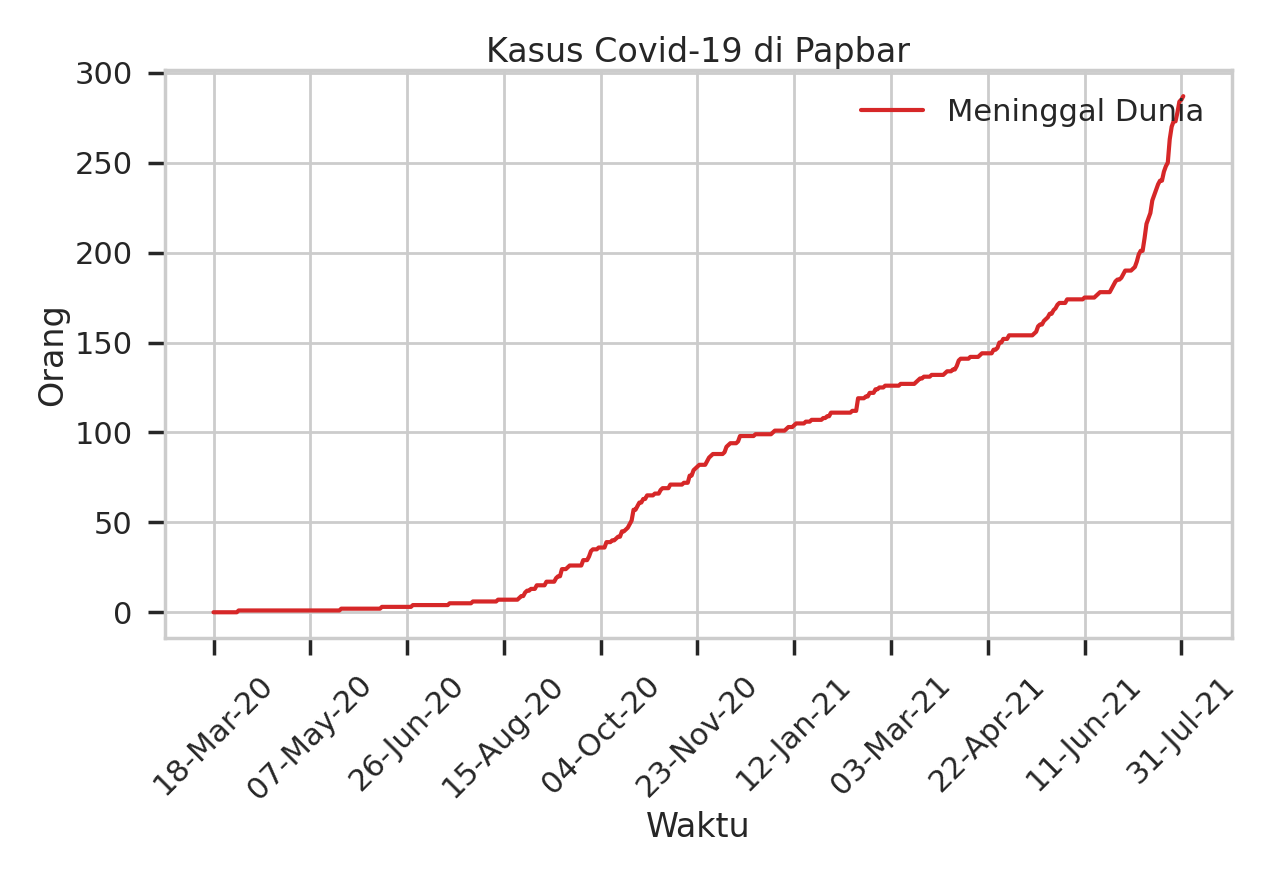 Kasus Covid-19 di Papbar
Meninggal Dunia
Orang
300
250
200
150
100
50
0
18-Mar-20
07-May-20
26-Jun-20
15-Aug-20
04-Oct-20
23-Nov-20
12-Jan-21
03-Mar-21
22-Apr-21
11-Jun-21
31-Jul-21
Waktu